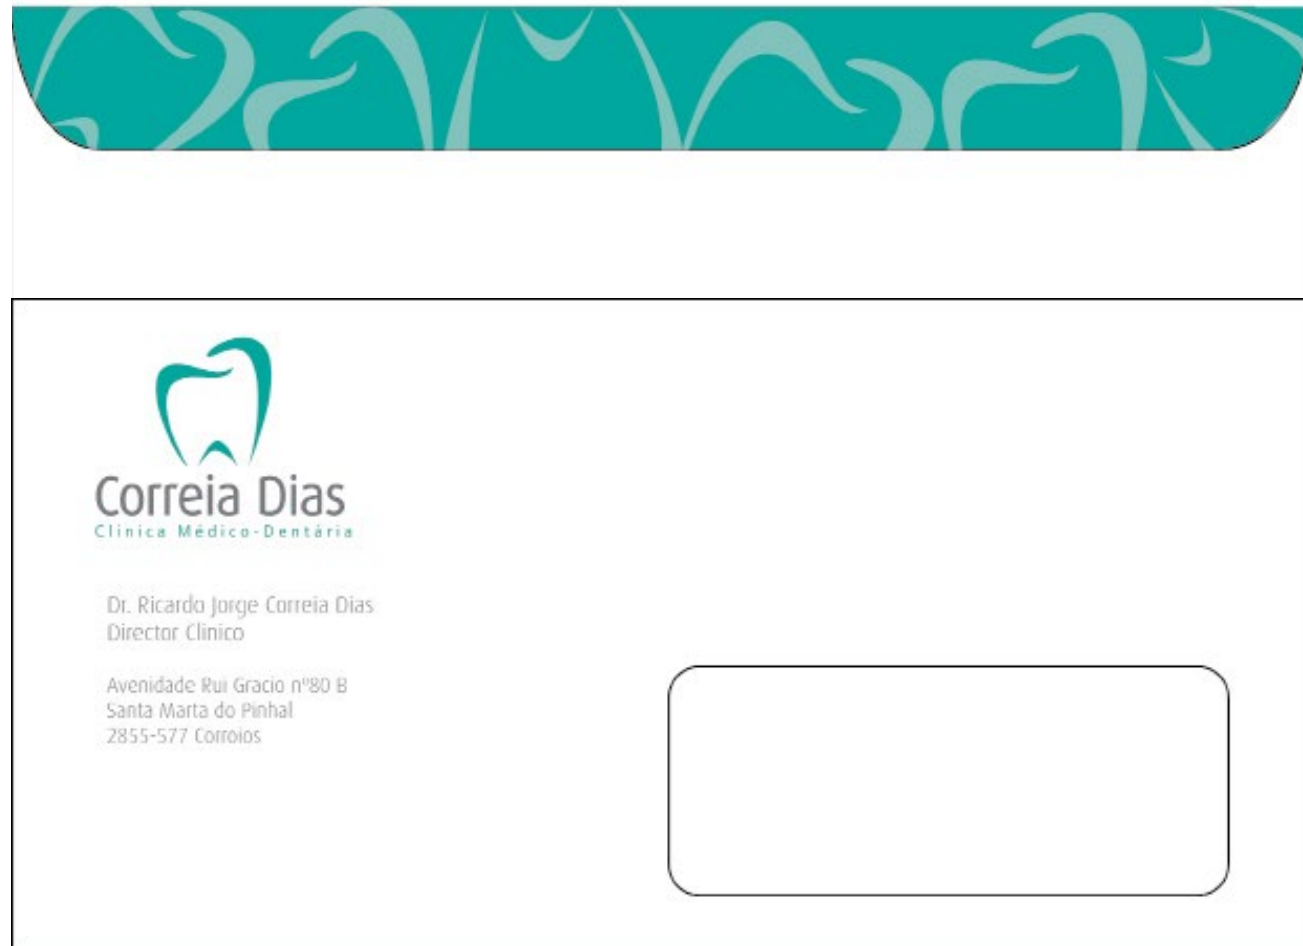 Correia Dias
Clinica Médico-Dentária
Dr. Ricardo Jorge Correia Dias
Director Clinico
Avenidade Rui Gracio nº80 B
Santa Marta do Pinhal
2855-577 Corroios